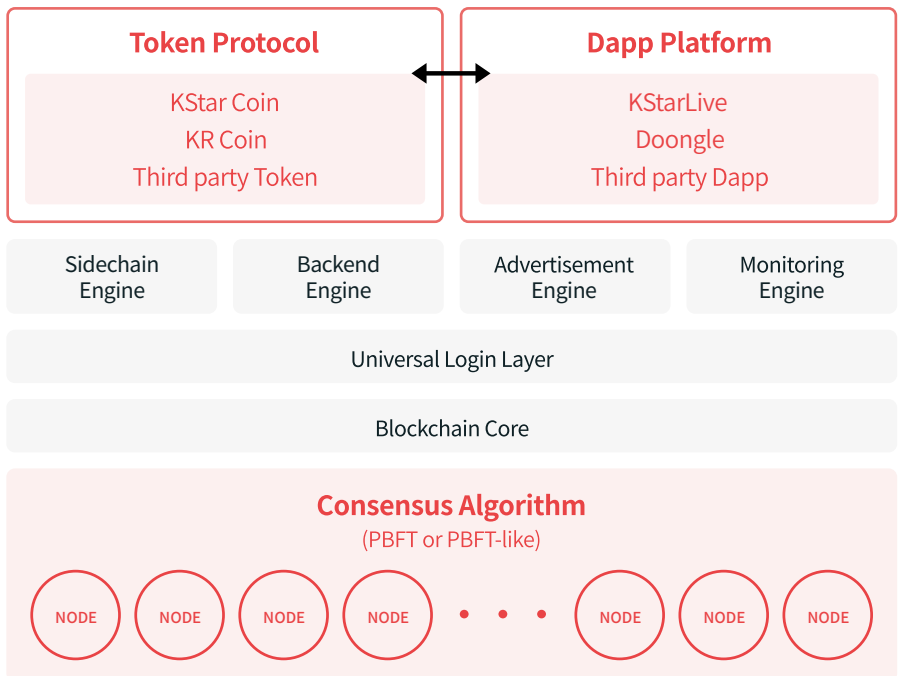 Token Protocol
KStar Coin
KR Coin
Third party Token
Dapp Platform
KStarLive
Doongle
Third party Dapp
Sidechain
Engine
Backend
Engine
Advertisement
Engine
Monitoring
Engine
Universal Login Layer
Blockchain Core
Consensus Algorithm
(PBFT or PBFT-like)
NODE NODE NODE NODE • • • NODE NODE NODE